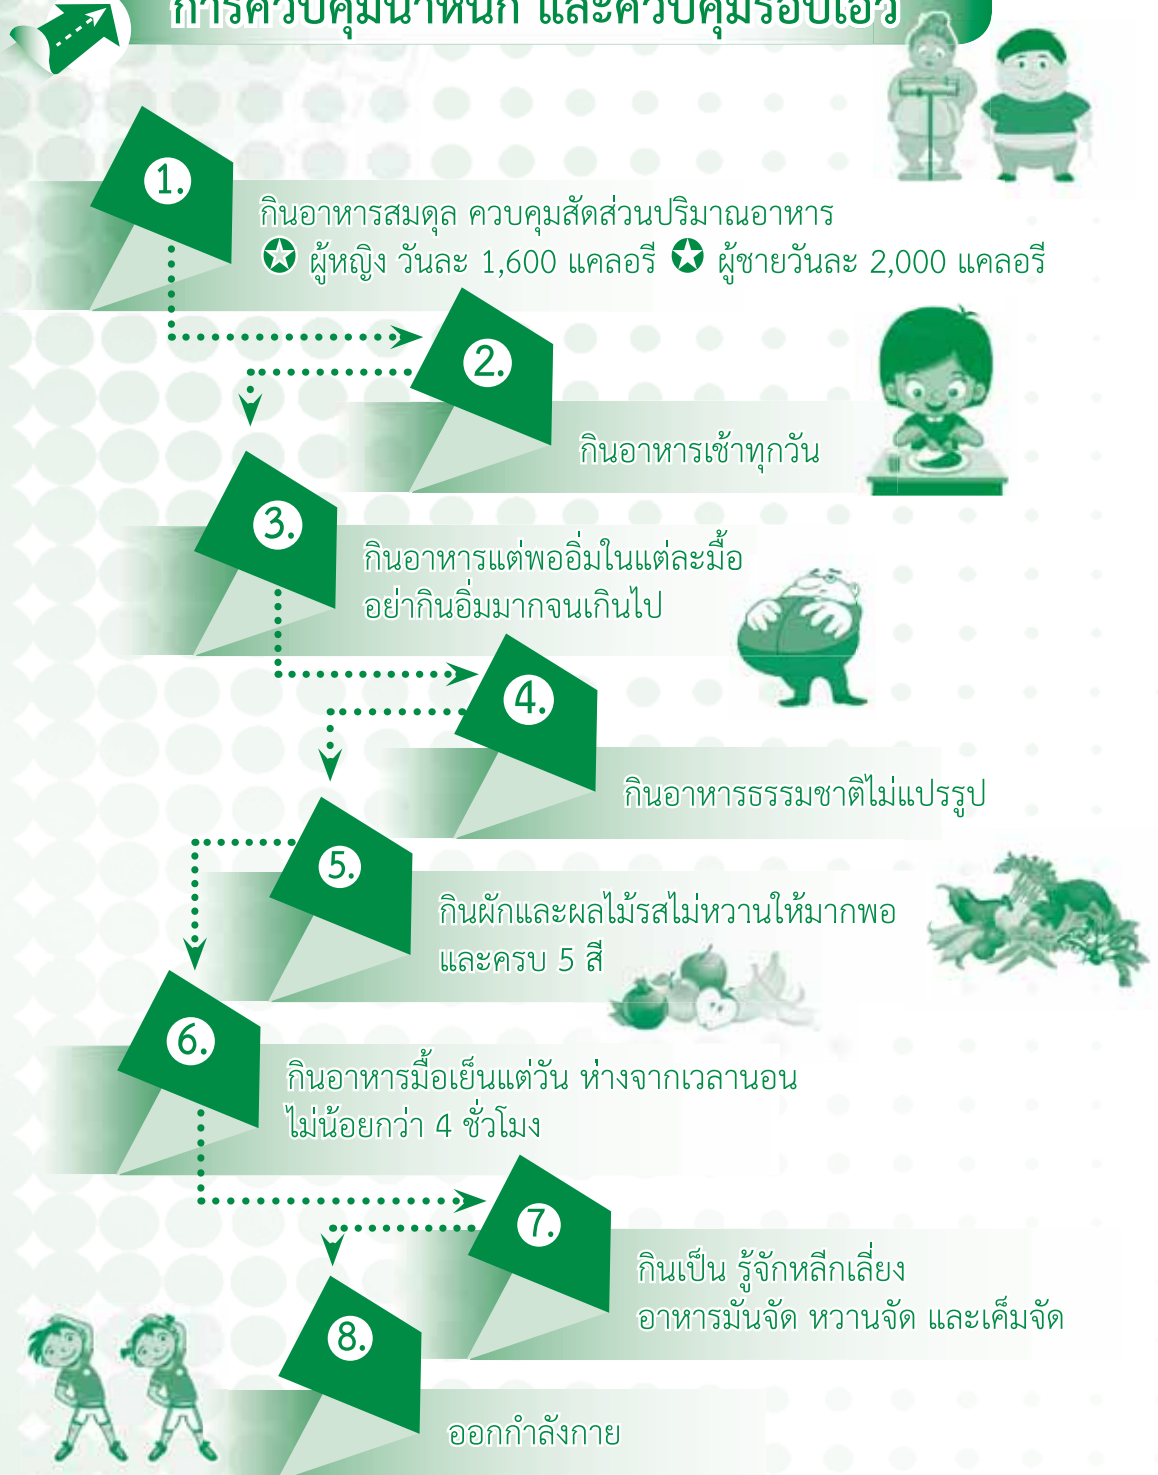 การควบคุมน้ำหนัก และควบคุมรอบเอว
1.
กินอาหารสมดุล ควบคุมสัดส่วนปริมาณอาหาร
ผู้หญิง วันละ 1,600 แคลอรี ผู้ชายวันละ 2,000 แคลอรี
2.
กินอาหารเช้าทุกวัน
3.
กินอาหารแต่พออิ่มในแต่ละมื้อ
อย่ากินอิ่มมากจนเกินไป
4.
กินอาหารธรรมชาติไม่แปรรูป
5.
กินผักและผลไม้รสไม่หวานให้มากพอ
และครบ 5 สี
6.
กินอาหารมื้อเย็นแต่วัน ห่างจากเวลานอน
ไม่น้อยกว่า 4 ชั่วโมง
7.
กินเป็น รู้จักหลีกเลี่ยง
อาหารมันจัด หวานจัด และเค็มจัด
8.
ออกกำลังกาย